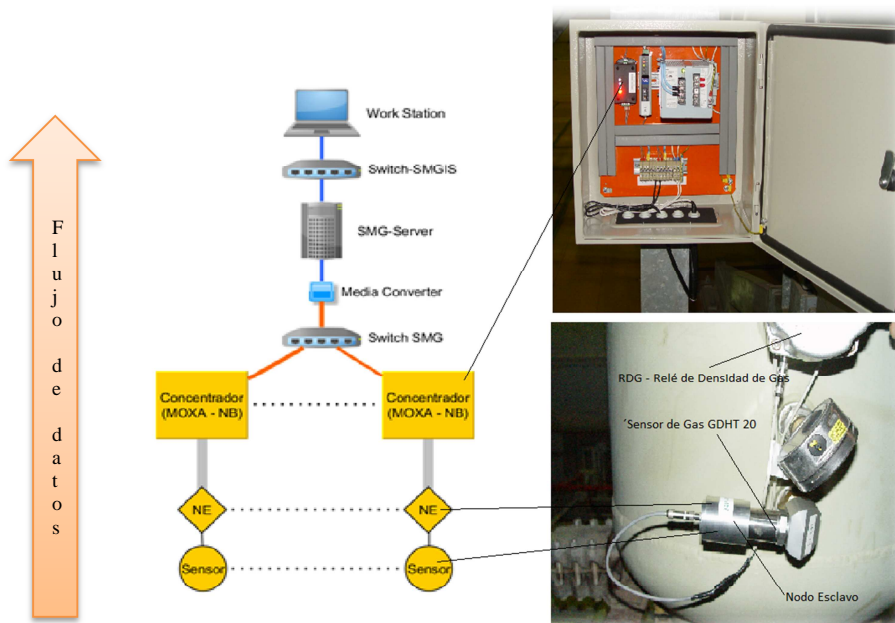 Flujo de datos
Work Station
Switch-SMGIS
SMG-Server
Media Converter
Switch SMG
Concentrador
(MOXA - NB)
Concentrador
(MOXA - NB)
NE
NE
Sensor
Sensor
RDG - Relé de Densidad de Gas
´Sensor de Gas GDHT 20
Nodo Esclavo